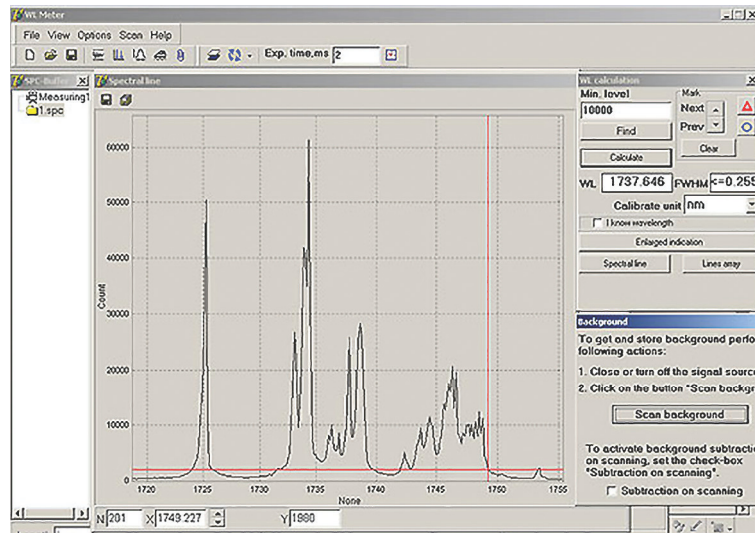 WL Meter
File View Options Scan Help
Exp. time,ms 2
SPC-Buffer
Measuring1
1.spc
Spectral line
60000
50000
40000
30000
20000
10000
0
Count
1720 1725 1730 1735 1740 1745 1750 1755
None
N 201 X 1749.227 Y 1980
WL calculation
Min. level
10000
Find
Calculate
Mark
Next
Prev
Clear
WL 1737.646 FWHM <=0.255
Calibrate unit nm
I know wavelength
Enlarged indication
Spectral line Lines array
Background
To get and store background perfo
following actions:
1. Close or turn off the signal source
2. Click on the button "Scan backgr
Scan background
To activate background subtracti
on scanning, set the check-box
"Subtraction on scanning".
Subtraction on scanning